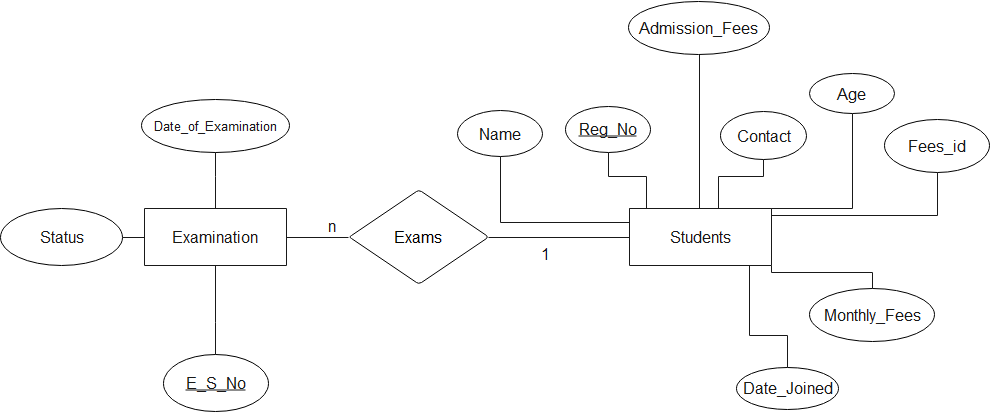 Admission_Fees
Age
Date_of_Examination
Name
Reg_No
Contact
Fees_id
Status
Examination
n
Exams
1
Students
Monthly_Fees
E_S_No
Date_Joined